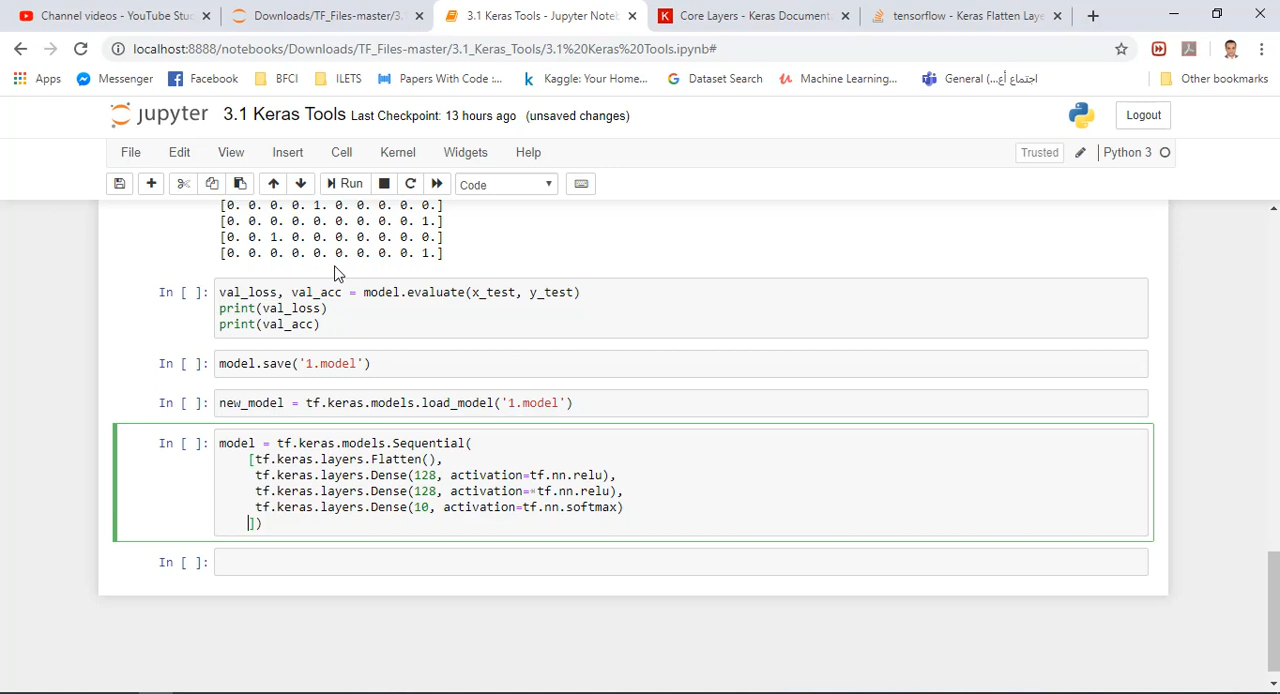 Channel videos - YouTube Stu
Downloads/TF_Files-master/3.
3.1 Keras Tools - Jupyter Noteb
Core Layers - Keras Document
tensorflow - Keras Flatten Laye
localhost:8888/notebooks/Downloads/TF_Files-master/3.1_Keras_Tools/3.1%20Keras%20Tools.ipynb#
Apps
Messenger
Facebook
BFCI
ILETS
Papers With Code :...
Kaggle: Your Home...
Dataset Search
Machine Learning...
General (...اجتماع أع
Other bookmarks
jupyter 3.1 Keras Tools Last Checkpoint: 13 hours ago (unsaved changes)
Logout
File Edit View Insert Cell Kernel Widgets Help
Trusted
Python 3
Run
Code
[0. 0. 0. 0. 1. 0. 0. 0. 0. 0.]
[0. 0. 0. 0. 0. 0. 0. 0. 0. 1.]
[0. 0. 1. 0. 0. 0. 0. 0. 0. 0.]
[0. 0. 0. 0. 0. 0. 0. 0. 0. 1.]
In [ ]: val_loss, val_acc = model.evaluate(x_test, y_test)
print(val_loss)
print(val_acc)
In [ ]: model.save('1.model')
In [ ]: new_model = tf.keras.models.load_model('1.model')
In [ ]: model = tf.keras.models.Sequential(
[tf.keras.layers.Flatten(),
tf.keras.layers.Dense(128, activation=tf.nn.relu),
tf.keras.layers.Dense(128, activation=*tf.nn.relu),
tf.keras.layers.Dense(10, activation=tf.nn.softmax)
])
In [ ]: